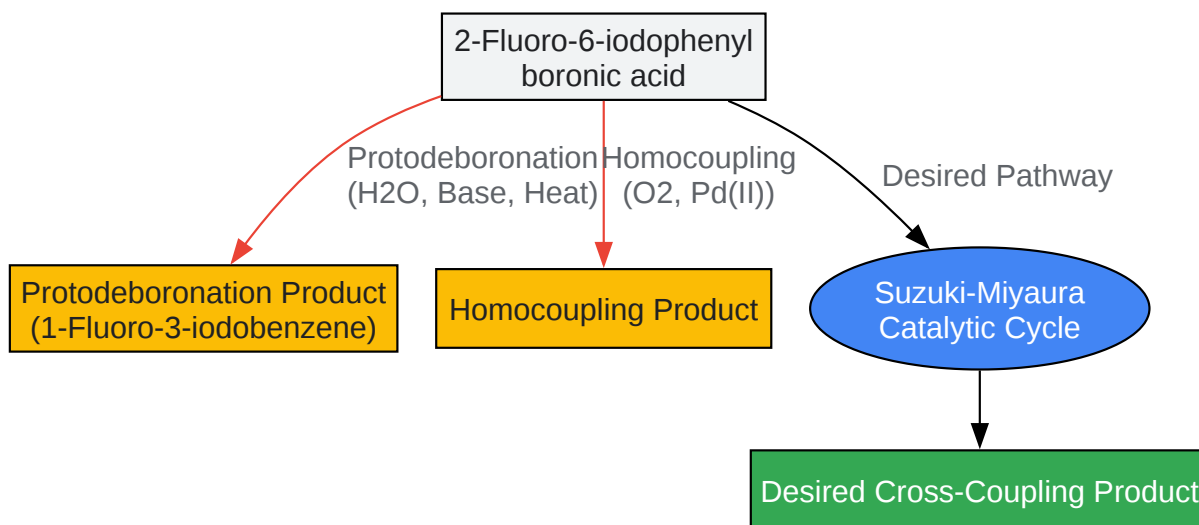 2-Fluoro-6-iodophenyl
boronic acid
Protodeboronation
(H2O, Base, Heat)
Homocoupling
(O2, Pd(II))
Desired Pathway
Protodeboronation Product
(1-Fluoro-3-iodobenzene)
Homocoupling Product
Suzuki-Miyaura
Catalytic Cycle
Desired Cross-Coupling Product